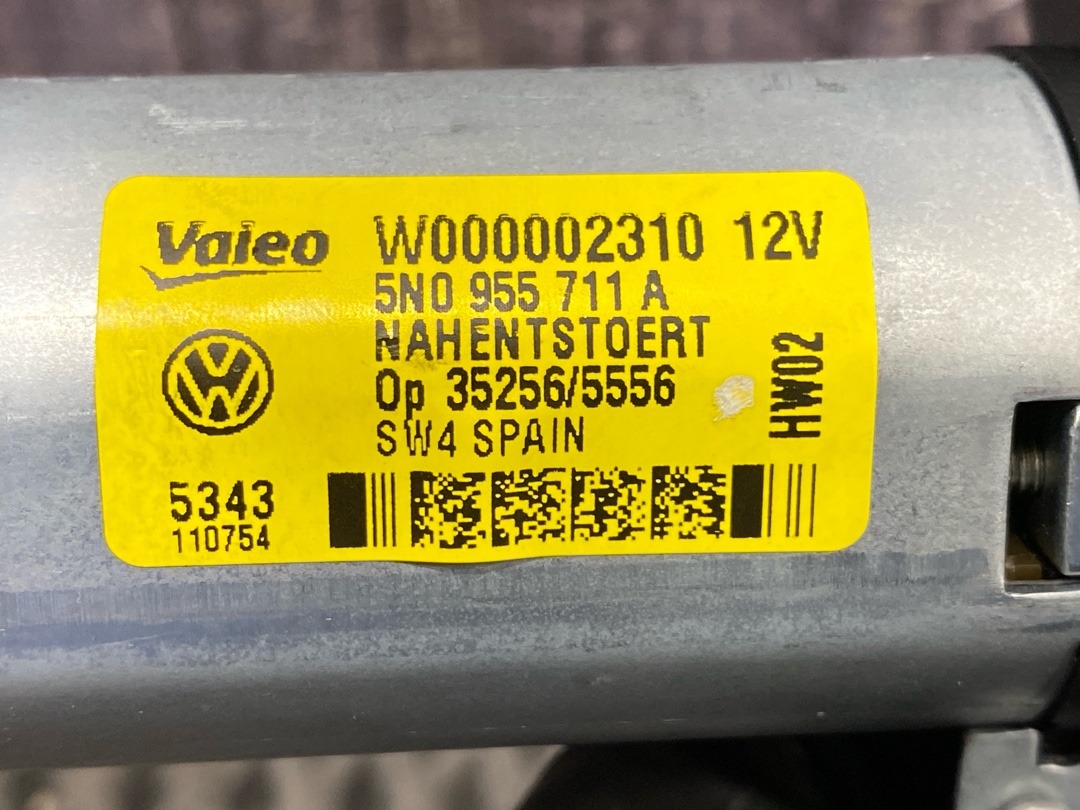 Valeo W000002310 12V
5N0 955 711 A
NAHENTSTOERT
Op 35256/5556
SW4 SPAIN
HW02
5343
110754